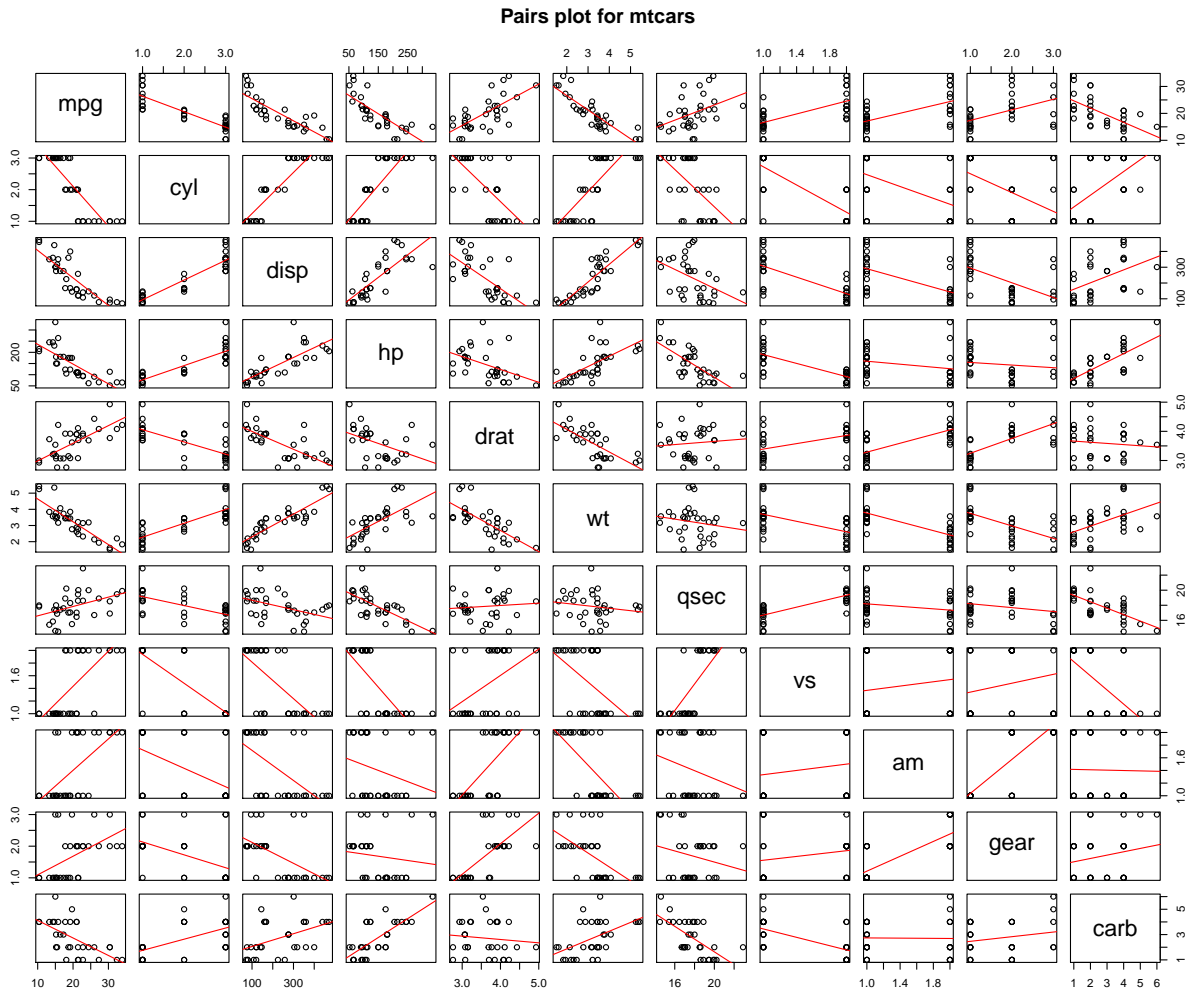 Pairs plot for mtcars
1.0 2.0 3.0 50 150 250 2 3 4 5 1.0 1.4 1.8 1.0 2.0 3.0
mpg
10 20 30
1.0 2.0 3.0
cyl
disp
100 300
50 200
hp
drat
3.0 4.0 5.0
2 3 4 5
wt
qsec
16 20
1.0 1.6
vs
am
1.0 1.6
1.0 2.0 3.0
gear
carb
1 3 5
10 20 30 100 300 3.0 4.0 5.0 16 20 1.0 1.4 1.8 1 2 3 4 5 6